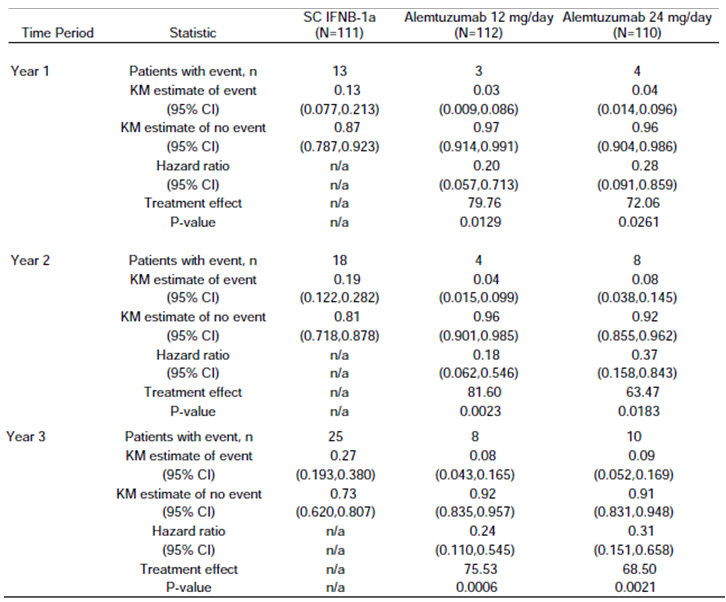 SC IFNB-1a Alemtuzumab 12 mg/day Alemtuzumab 24 mg/day
Time Period Statistic (N=111) (N=112) (N=110)
Year 1 Patients with event, n 13 3 4
KM estimate of event 0.13 0.03 0.04
(95% CI) (0.077,0.213) (0.009,0.086) (0.014,0.096)
KM estimate of no event 0.87 0.97 0.96
(95% CI) (0.787,0.923) (0.914,0.991) (0.904,0.986)
Hazard ratio n/a 0.20 0.28
(95% CI) n/a (0.057,0.713) (0.091,0.859)
Treatment effect n/a 79.76 72.06
P-value n/a 0.0129 0.0261
Year 2 Patients with event, n 18 4 8
KM estimate of event 0.19 0.04 0.08
(95% CI) (0.122,0.282) (0.015,0.099) (0.038,0.145)
KM estimate of no event 0.81 0.96 0.92
(95% CI) (0.718,0.878) (0.901,0.985) (0.855,0.962)
Hazard ratio n/a 0.18 0.37
(95% CI) n/a (0.062,0.546) (0.158,0.843)
Treatment effect n/a 81.60 63.47
P-value n/a 0.0023 0.0183
Year 3 Patients with event, n 25 8 10
KM estimate of event 0.27 0.08 0.09
(95% CI) (0.193,0.380) (0.043,0.165) (0.052,0.169)
KM estimate of no event 0.73 0.92 0.91
(95% CI) (0.620,0.807) (0.835,0.957) (0.831,0.948)
Hazard ratio n/a 0.24 0.31
(95% CI) n/a (0.110,0.545) (0.151,0.658)
Treatment effect n/a 75.53 68.50
P-value n/a 0.0006 0.0021